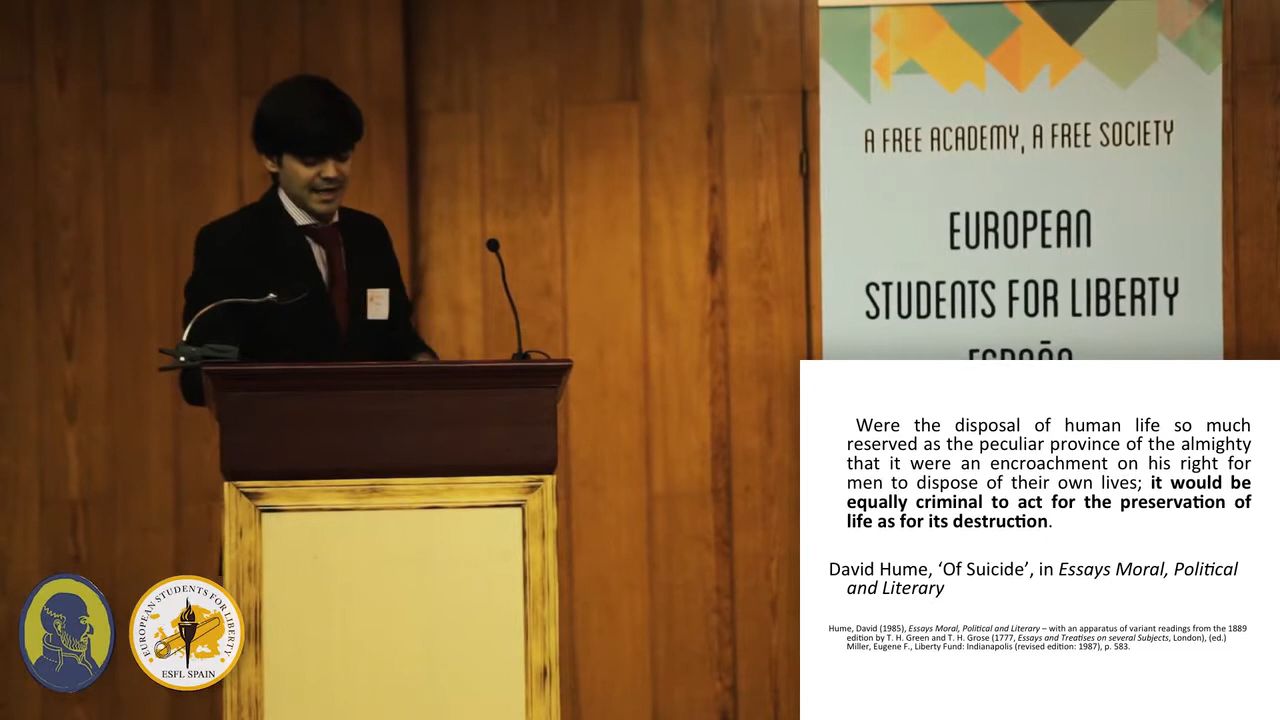 A FREE ACADEMY, A FREE SOCIETY
EUROPEAN
STUDENTS FOR LIBERTY
ESPAÑA
Were the disposal of human life so much
reserved as the peculiar province of the almighty
that it were an encroachment on his right for
men to dispose of their own lives; it would be
equally criminal to act for the preservation of
life as for its destruction.
David Hume, ‘Of Suicide’, in Essays Moral, Political
and Literary
Hume, David (1985), Essays Moral, Political and Literary – with an apparatus of variant readings from the 1889
edition by T. H. Green and T. H. Grose (1777, Essays and Treatises on several Subjects, London), (ed.)
Miller, Eugene F., Liberty Fund: Indianapolis (revised edition: 1987), p. 583.
EUROPEAN STUDENTS FOR LIBERTY
ESFL SPAIN